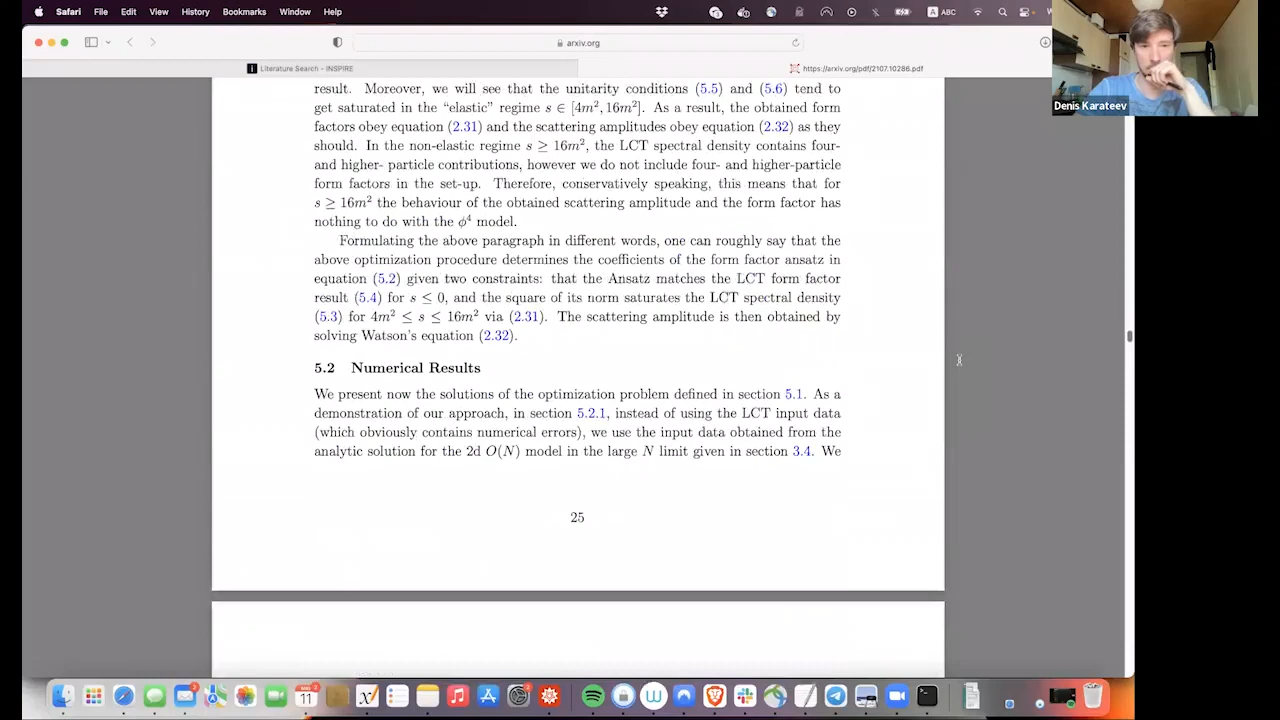 Safari File Edit View History Bookmarks Window Help
ABC
arxiv.org
Literature Search - INSPIRE
https://arxiv.org/pdf/2107.10286.pdf
Denis Karateev
result. Moreover, we will see that the unitarity conditions (5.5) and (5.6) tend to
get saturated in the “elastic” regime s ∈ [4m², 16m²]. As a result, the obtained form
factors obey equation (2.31) and the scattering amplitudes obey equation (2.32) as they
should. In the non-elastic regime s ≥ 16m², the LCT spectral density contains four-
and higher- particle contributions, however we do not include four- and higher-particle
form factors in the set-up. Therefore, conservatively speaking, this means that for
s ≥ 16m² the behaviour of the obtained scattering amplitude and the form factor has
nothing to do with the ϕ⁴ model.
Formulating the above paragraph in different words, one can roughly say that the
above optimization procedure determines the coefficients of the form factor ansatz in
equation (5.2) given two constraints: that the Ansatz matches the LCT form factor
result (5.4) for s ≤ 0, and the square of its norm saturates the LCT spectral density
(5.3) for 4m² ≤ s ≤ 16m² via (2.31). The scattering amplitude is then obtained by
solving Watson’s equation (2.32).
5.2 Numerical Results
We present now the solutions of the optimization problem defined in section 5.1. As a
demonstration of our approach, in section 5.2.1, instead of using the LCT input data
(which obviously contains numerical errors), we use the input data obtained from the
analytic solution for the 2d O(N) model in the large N limit given in section 3.4. We
25